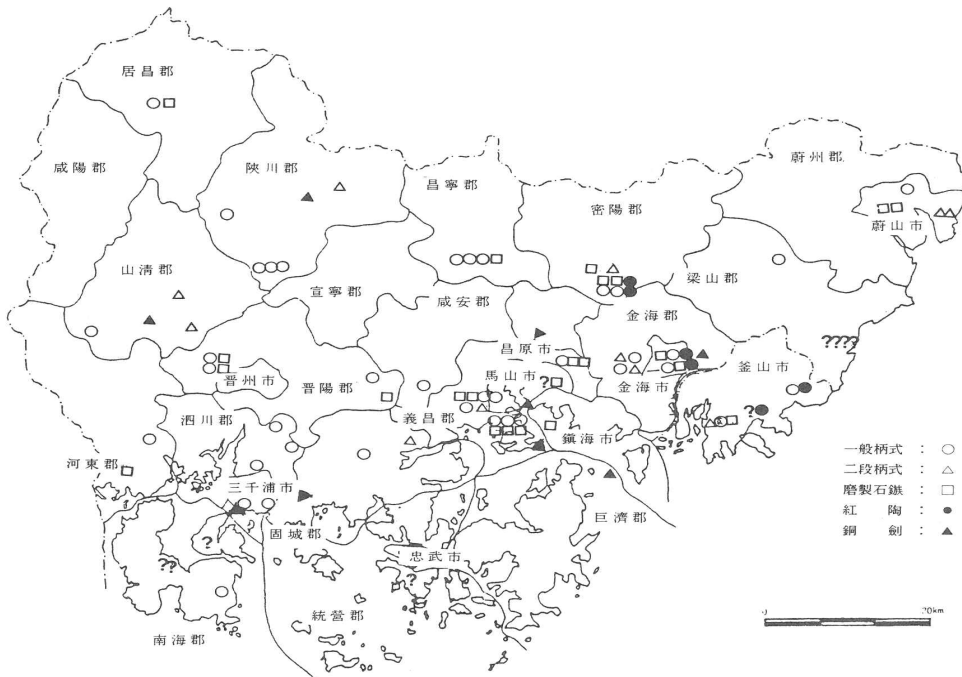 居昌郡
咸陽郡
陜川郡
昌寧郡
密陽郡
蔚州郡
蔚山市
山清郡
宣寧郡
咸安郡
梁山郡
金海郡
昌原市
馬山市
金海市
釜山市
????
晋州市
晋陽郡
?
?
義昌郡
泗川郡
鎭海市
河東郡
三千浦市
固城郡
巨濟郡
忠武市
?
??
?
統營郡
南海郡
一般柄式 : ○
二段柄式 : △
磨製石鏃 : □
紅陶 : ●
銅劍 : ▲
20km